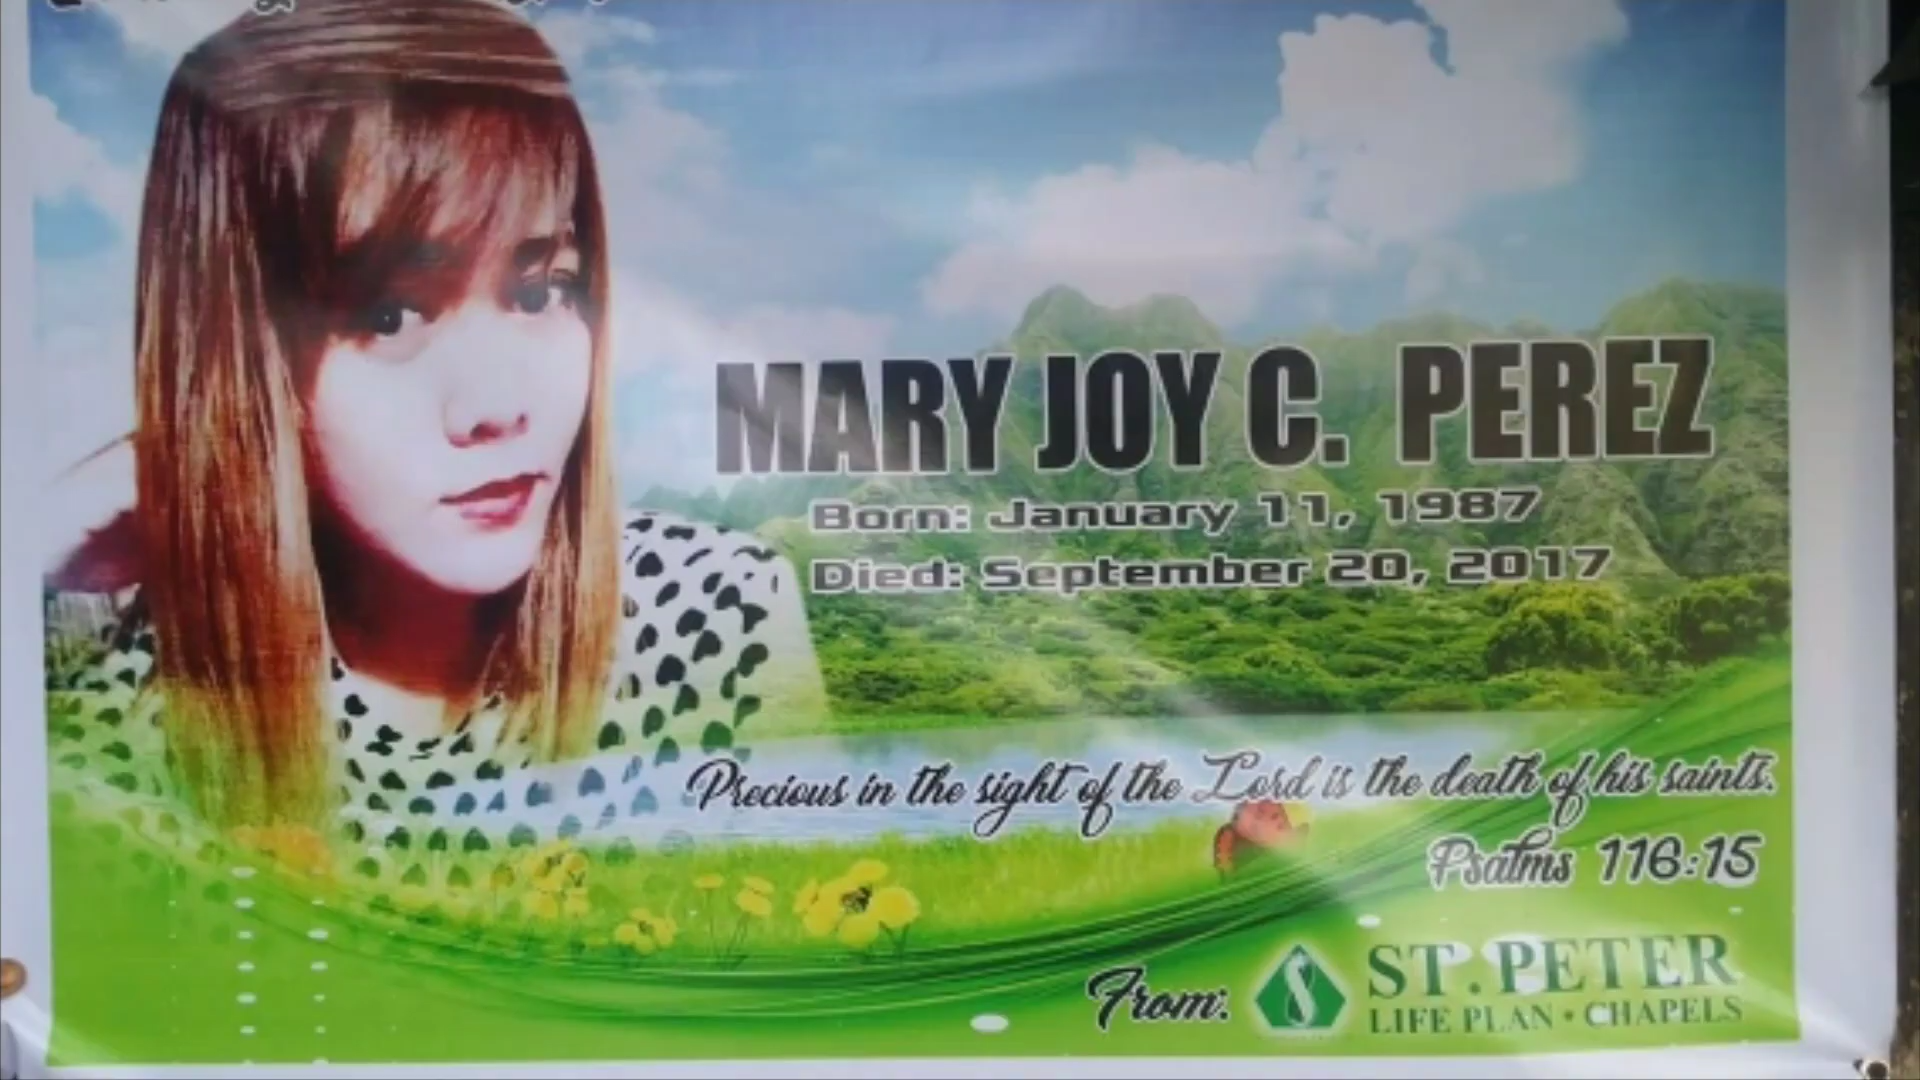 MARY JOY C. PEREZ
Born: January 11, 1987
Died: September 20, 2017
Precious in the sight of the Lord is the death of his saints.
Psalms 116:15
From:
ST. PETER
LIFE PLAN • CHAPELS